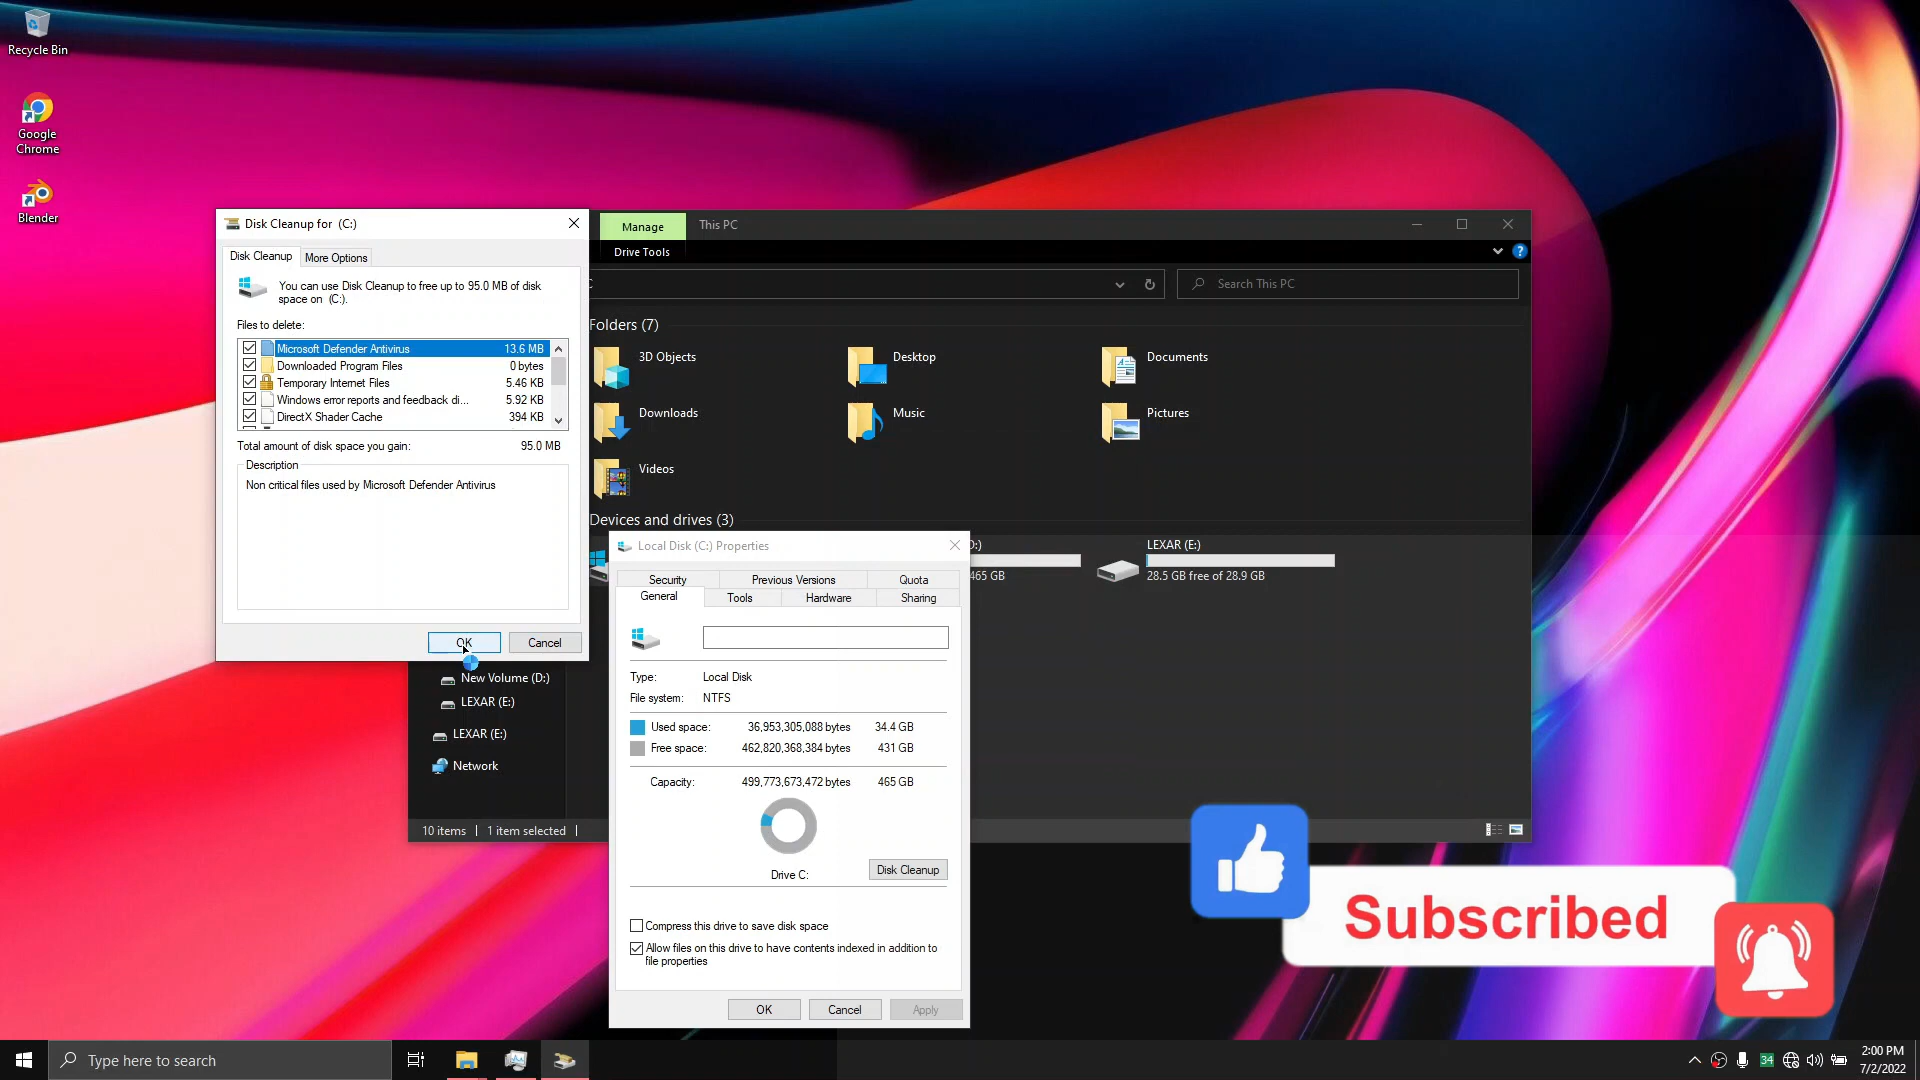 Recycle Bin
Google
Chrome
Blender
Disk Cleanup for (C:)
Disk Cleanup
More Options
You can use Disk Cleanup to free up to 95.0 MB of disk
space on (C:).
Files to delete:
Microsoft Defender Antivirus 13.6 MB
Downloaded Program Files 0 bytes
Temporary Internet Files 5.46 KB
Windows error reports and feedback di... 5.92 KB
DirectX Shader Cache 394 KB
Total amount of disk space you gain: 95.0 MB
Description
Non critical files used by Microsoft Defender Antivirus
OK
Cancel
Manage
This PC
Drive Tools
Search This PC
Folders (7)
3D Objects
Desktop
Documents
Downloads
Music
Pictures
Videos
Devices and drives (3)
D:)
465 GB
LEXAR (E:)
28.5 GB free of 28.9 GB
New Volume (D:)
LEXAR (E:)
LEXAR (E:)
Network
10 items
1 item selected
Local Disk (C:) Properties
Security
Previous Versions
Quota
General
Tools
Hardware
Sharing
Type: Local Disk
File system: NTFS
Used space: 36,953,305,088 bytes 34.4 GB
Free space: 462,820,368,384 bytes 431 GB
Capacity: 499,773,673,472 bytes 465 GB
Drive C:
Disk Cleanup
Compress this drive to save disk space
Allow files on this drive to have contents indexed in addition to
file properties
OK
Cancel
Apply
Subscribed
Type here to search
34
2:00 PM
7/2/2022